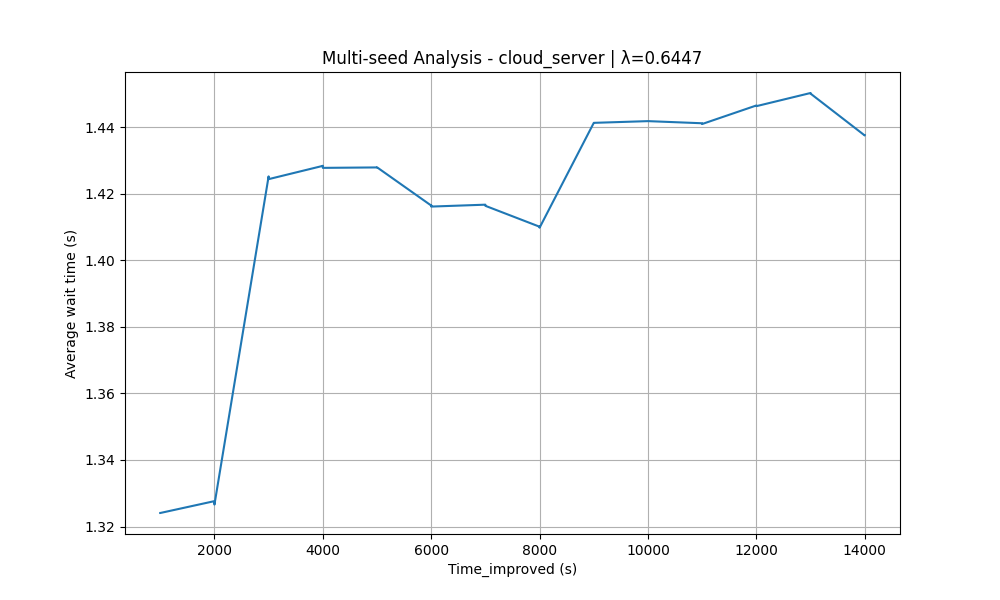 Multi-seed Analysis - cloud_server | λ=0.6447
Average wait time (s)
1.44
1.42
1.40
1.38
1.36
1.34
1.32
2000 4000 6000 8000 10000 12000 14000
Time_improved (s)